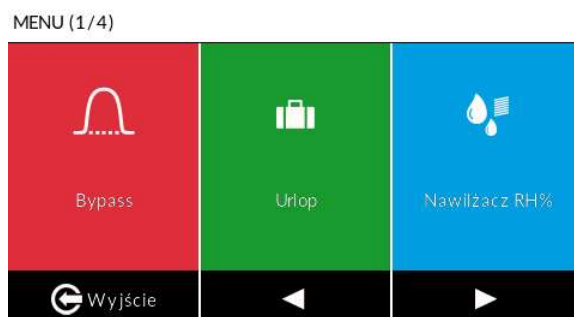 MENU (1/4)
Bypass
Urlop
Nawilżacz RH%
Wyjście